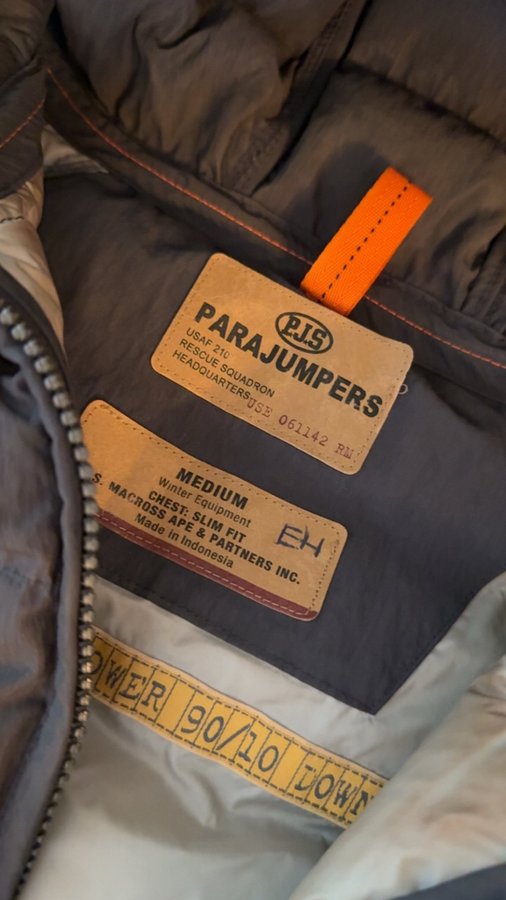 P.J.S
PARAJUMPERS
USAF 210
RESCUE SQUADRON
HEADQUARTERS
USE 061142 RM
MEDIUM
Winter Equipment
CHEST: SLIM FIT
S. MACROSS APE & PARTNERS INC.
Made in Indonesia
EH
OWER 90/10 DOWN